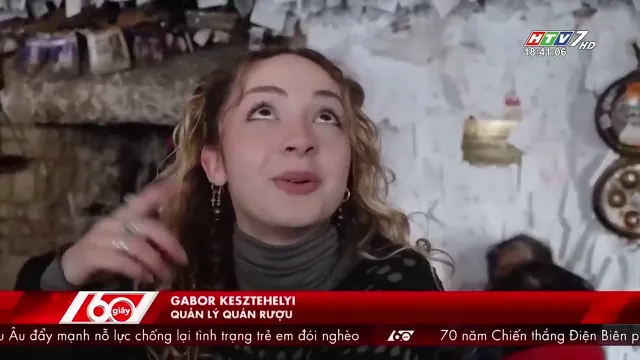 HTV7 HD
18:41:06
60 giây
GABOR KESZTEHELYI
QUẢN LÝ QUÁN RƯỢU
Âu đẩy mạnh nỗ lực chống lại tình trạng trẻ em đói nghèo 60 70 năm Chiến thắng Điện Biên